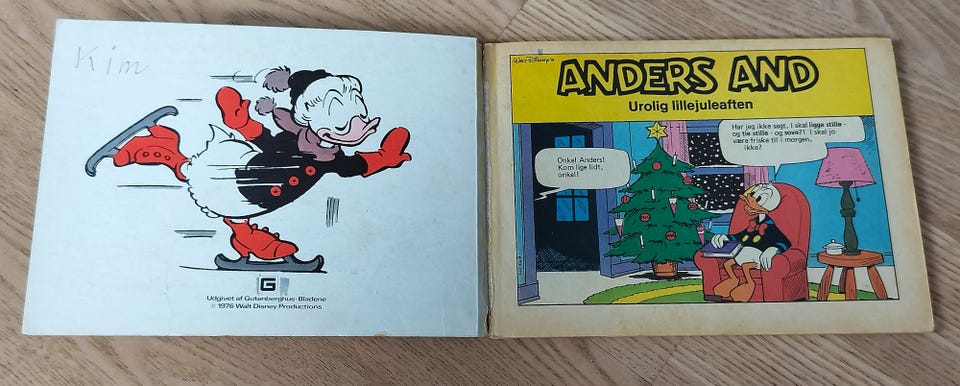 Kim
G
Udgivet af Gutenberghus-Bladene
© 1976 Walt Disney Productions
Walt Disney's
ANDERS AND
Urolig lillejuleaften
Onkel Anders!
Kom lige lidt,
onkel!
Har jeg ikke sagt, I skal ligge stille -
og tie stille - og sove?! I skal jo
være friske til i morgen,
ikke?